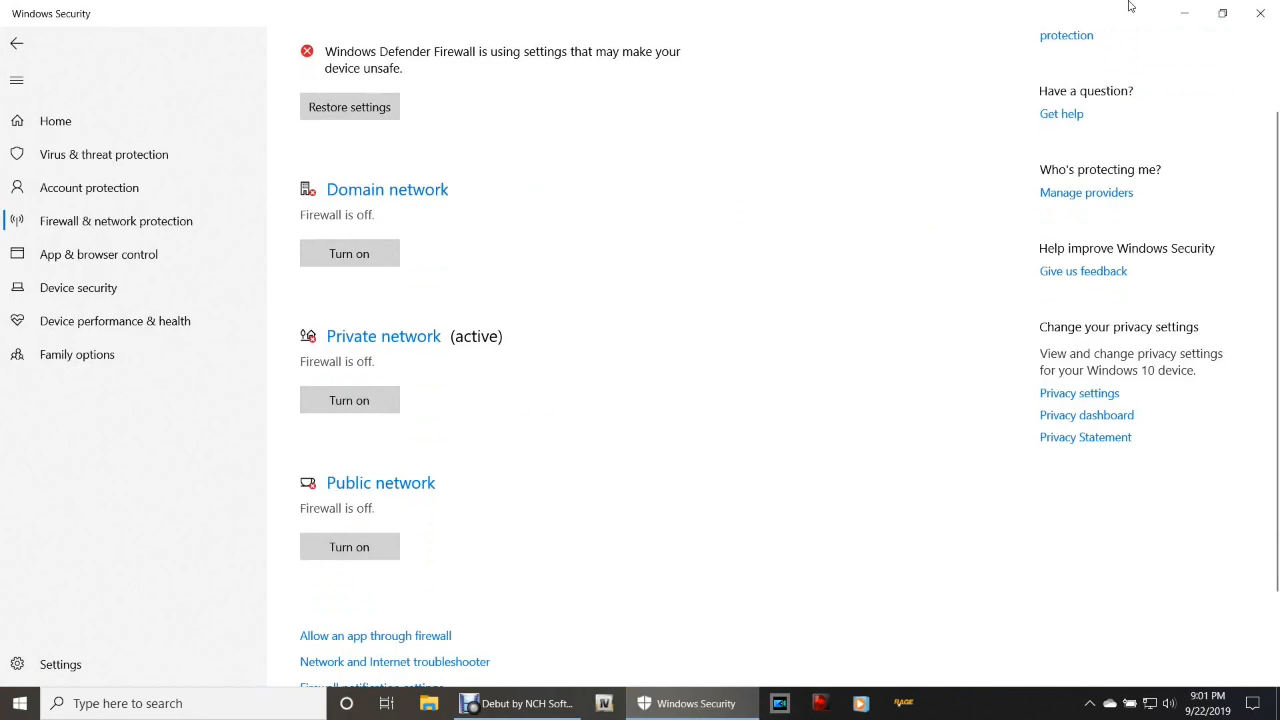 Windows Security
Home
Virus & threat protection
Account protection
Firewall & network protection
App & browser control
Device security
Device performance & health
Family options
Settings
Windows Defender Firewall is using settings that may make your
device unsafe.
Restore settings
Domain network
Firewall is off.
Turn on
Private network (active)
Firewall is off.
Turn on
Public network
Firewall is off.
Turn on
Allow an app through firewall
Network and Internet troubleshooter
Firewall notification settings
protection
Have a question?
Get help
Who's protecting me?
Manage providers
Help improve Windows Security
Give us feedback
Change your privacy settings
View and change privacy settings
for your Windows 10 device.
Privacy settings
Privacy dashboard
Privacy Statement
Type here to search
Debut by NCH Soft...
IV
Windows Security
RAGE
9:01 PM
9/22/2019